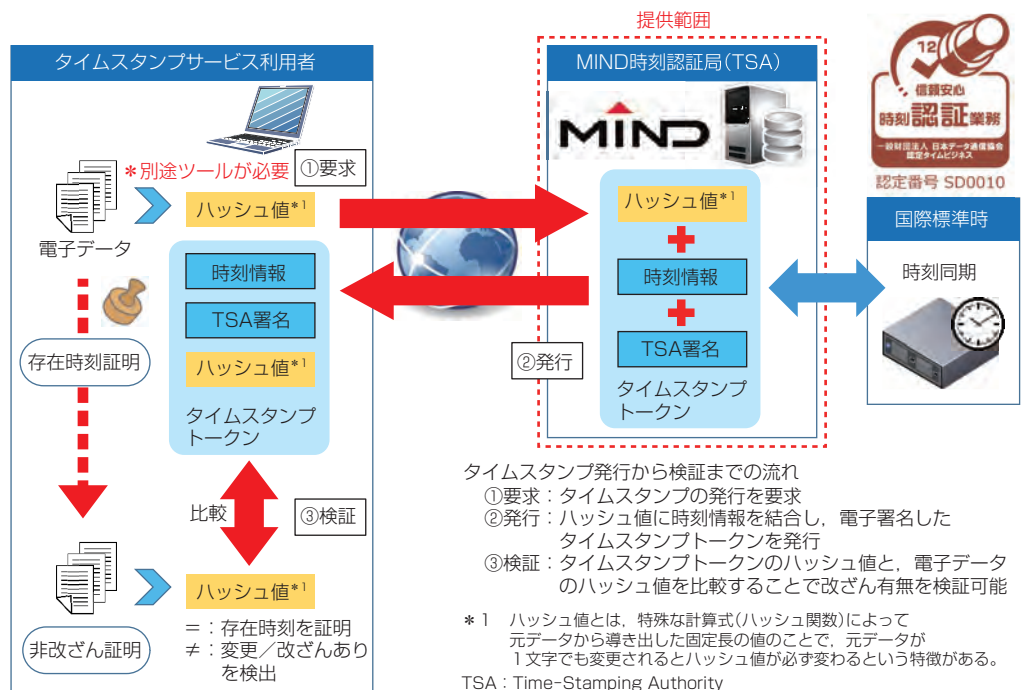 提供範囲
タイムスタンプサービス利用者
＊別途ツールが必要
①要求
電子データ
ハッシュ値*1
時刻情報
TSA署名
ハッシュ値*1
タイムスタンプ
トークン
存在時刻証明
比較
③検証
ハッシュ値*1
非改ざん証明
＝：存在時刻を証明
≠：変更／改ざんあり
を検出
MIND時刻認証局(TSA)
MIND
ハッシュ値*1
時刻情報
TSA署名
タイムスタンプ
トークン
②発行
12
信頼安心
時刻認証業務
一般財団法人 日本データ通信協会
認定タイムビジネス
認定番号 SD0010
国際標準時
時刻同期
タイムスタンプ発行から検証までの流れ
①要求：タイムスタンプの発行を要求
②発行：ハッシュ値に時刻情報を結合し，電子署名した
タイムスタンプトークンを発行
③検証：タイムスタンプトークンのハッシュ値と，電子データ
のハッシュ値を比較することで改ざん有無を検証可能
＊1 ハッシュ値とは，特殊な計算式(ハッシュ関数)によって
元データから導き出した固定長の値のことで，元データが
１文字でも変更されるとハッシュ値が必ず変わるという特徴がある。
TSA：Time-Stamping Authority